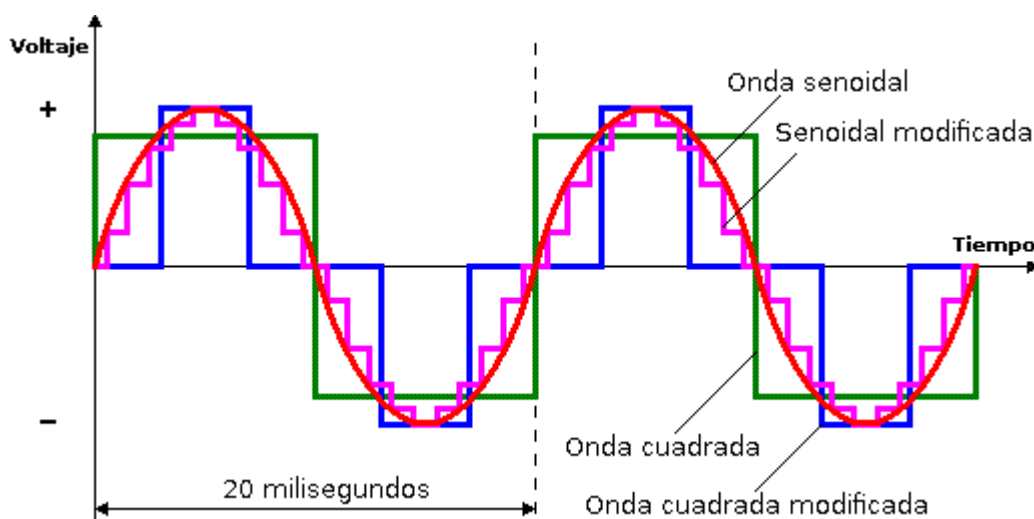 Voltaje
+
Onda senoidal
Senoidal modificada
Tiempo
–
Onda cuadrada
20 milisegundos
Onda cuadrada modificada